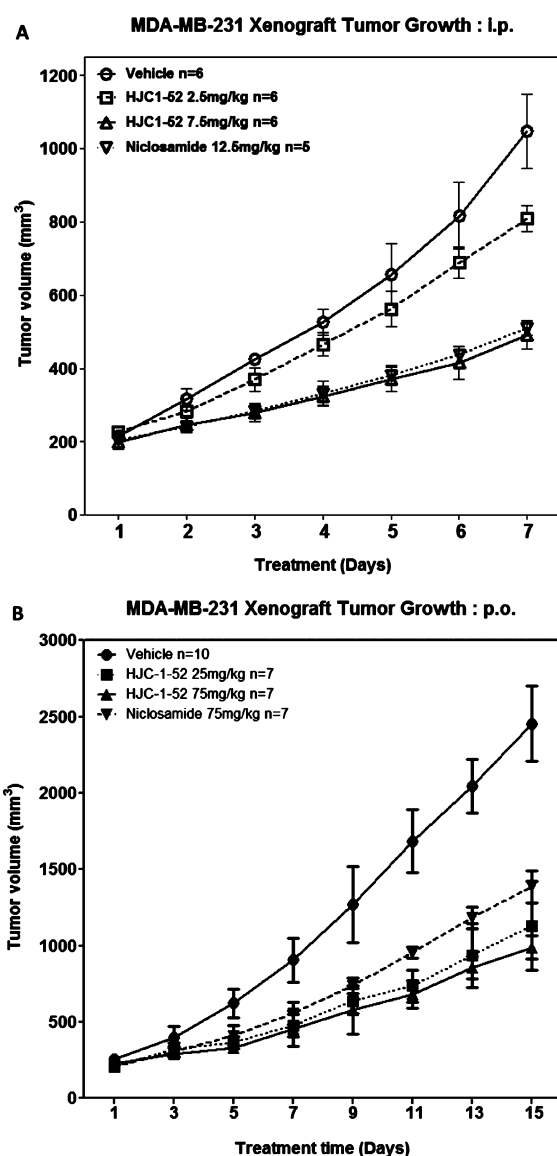 A
MDA-MB-231 Xenograft Tumor Growth : i.p.
1200
1000
800
600
400
200
0
Tumor volume (mm³)
Vehicle n=6
HJC1-52 2.5mg/kg n=6
HJC1-52 7.5mg/kg n=6
Niclosamide 12.5mg/kg n=5
1 2 3 4 5 6 7
Treatment (Days)
B
MDA-MB-231 Xenograft Tumor Growth : p.o.
3000
2500
2000
1500
1000
500
0
Tumor volume (mm³)
Vehicle n=10
HJC-1-52 25mg/kg n=7
HJC-1-52 75mg/kg n=7
Niclosamide 75mg/kg n=7
1 3 5 7 9 11 13 15
Treatment time (Days)